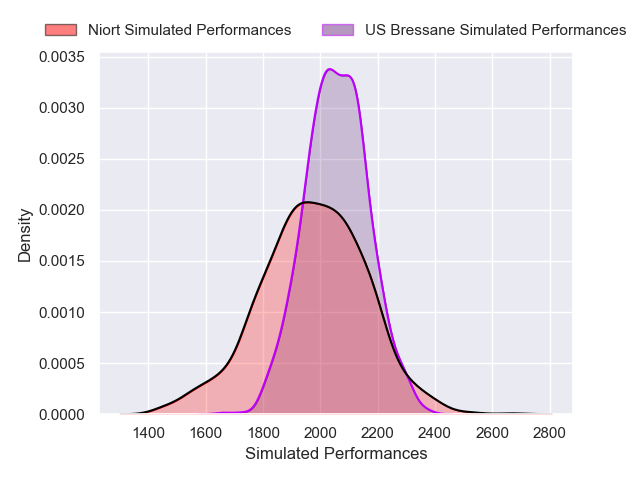 Niort Simulated Performances
US Bressane Simulated Performances
0.0035
0.0030
0.0025
0.0020
0.0015
0.0010
0.0005
0.0000
Density
1400 1600 1800 2000 2200 2400 2600 2800
Simulated Performances